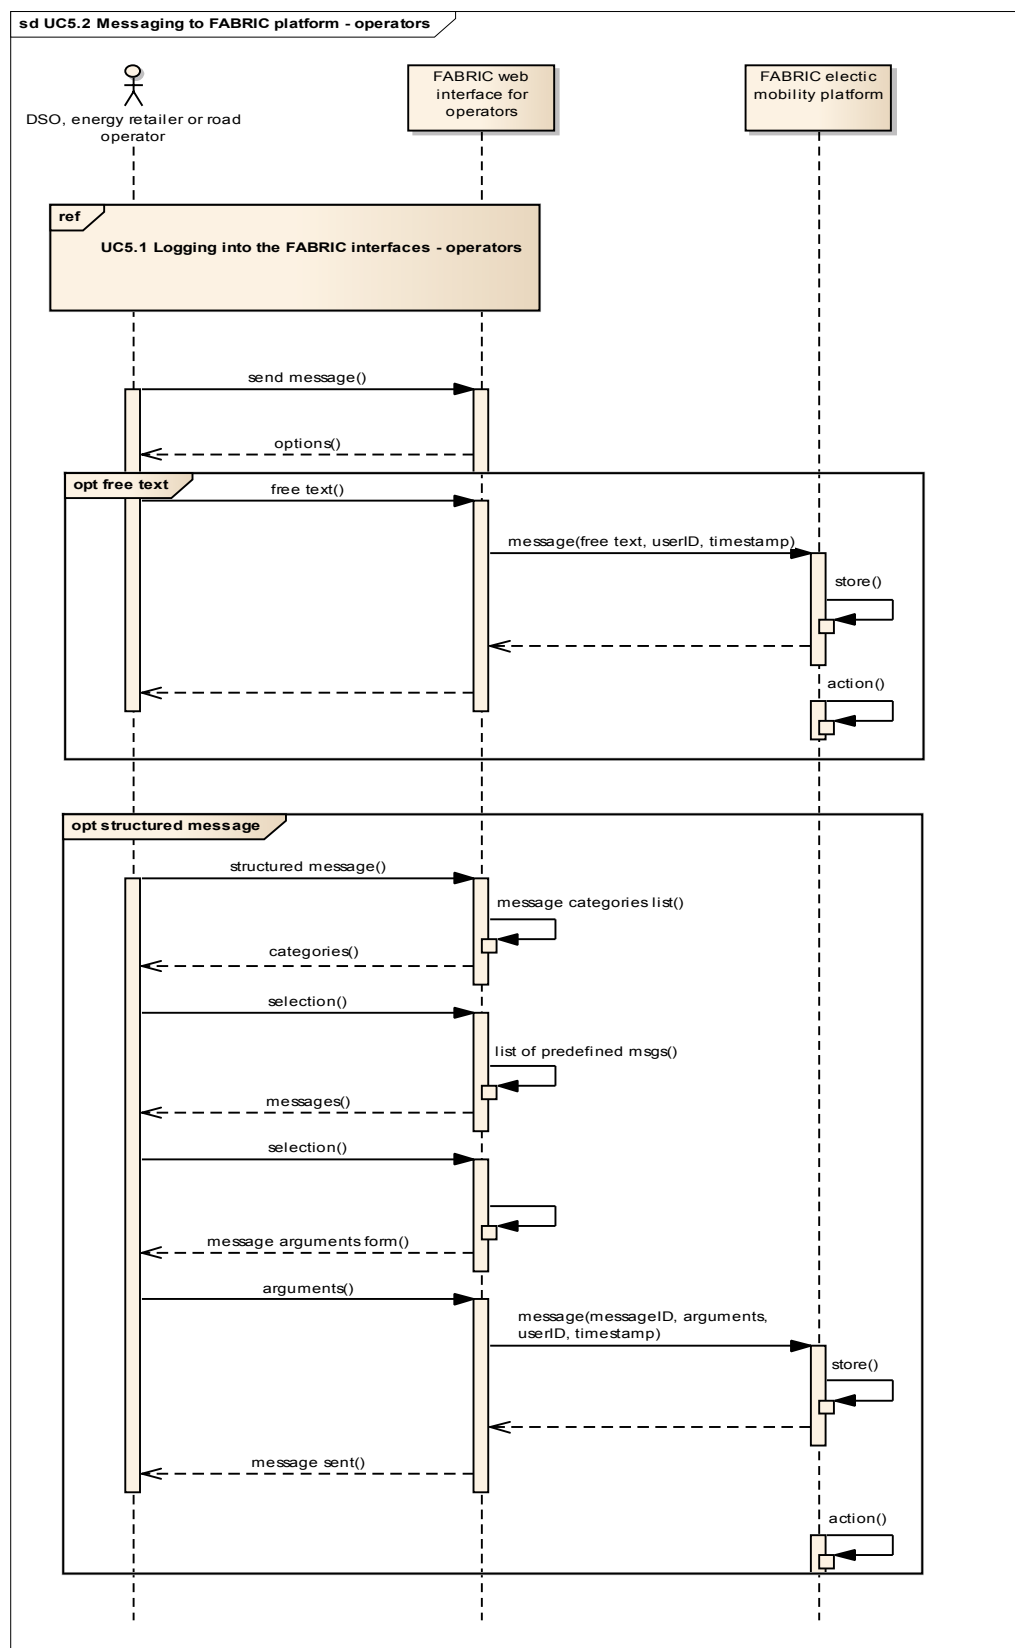 sd UC5.2 Messaging to FABRIC platform - operators
DSO, energy retailer or road
operator
FABRIC web
interface for
operators
FABRIC electic
mobility platform
ref
UC5.1 Logging into the FABRIC interfaces - operators
send message()
options()
opt free text
free text()
message(free text, userID, timestamp)
store()
action()
opt structured message
structured message()
message categories list()
categories()
selection()
list of predefined msgs()
messages()
selection()
message arguments form()
arguments()
message(messageID, arguments,
userID, timestamp)
store()
message sent()
action()